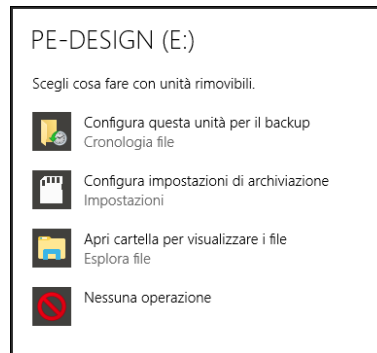 PE-DESIGN (E:)
Scegli cosa fare con unità rimovibili.
Configura questa unità per il backup
Cronologia file
Configura impostazioni di archiviazione
Impostazioni
Apri cartella per visualizzare i file
Esplora file
Nessuna operazione